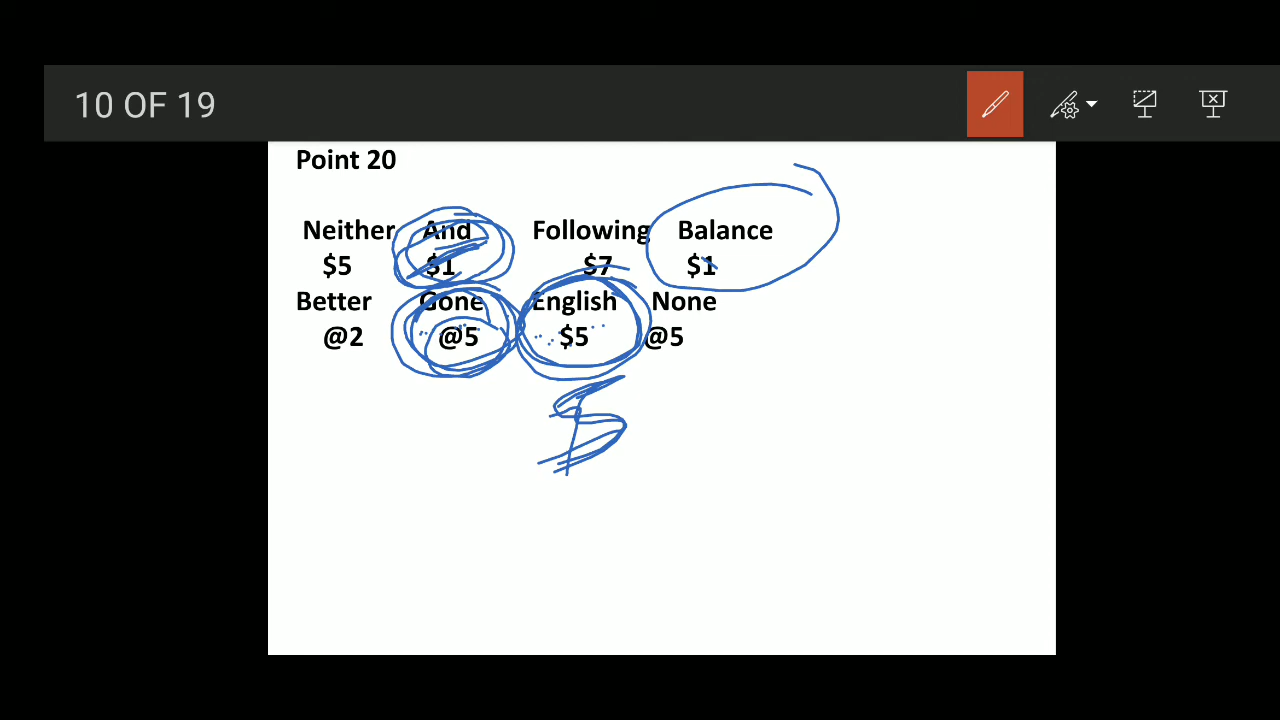 10 OF 19
Point 20
Neither And Following Balance
$5 $1 $7 $1
Better Gone English None
@2 @5 $5 @5
$